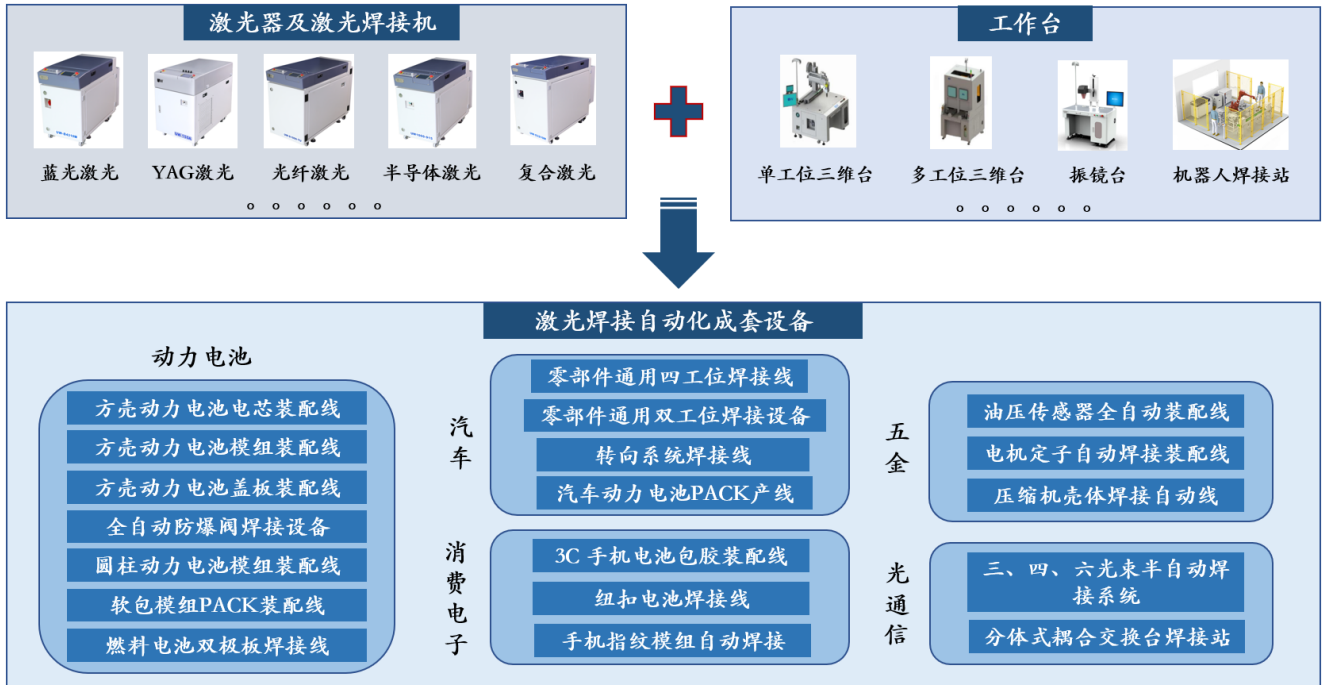 激光器及激光焊接机
蓝光激光
YAG激光
光纤激光
半导体激光
复合激光
工作台
单工位三维台
多工位三维台
振镜台
机器人焊接站
激光焊接自动化成套设备
动力电池
方壳动力电池电芯装配线
方壳动力电池模组装配线
方壳动力电池盖板装配线
全自动防爆阀焊接设备
圆柱动力电池模组装配线
软包模组PACK装配线
燃料电池双极板焊接线
汽车
零部件通用四工位焊接线
零部件通用双工位焊接设备
转向系统焊接线
汽车动力电池PACK产线
消费电子
3C 手机电池包胶装配线
纽扣电池焊接线
手机指纹模组自动焊接
五金
油压传感器全自动装配线
电机定子自动焊接装配线
压缩机壳体焊接自动线
光通信
三、四、六光束半自动焊
接系统
分体式耦合交换台焊接站